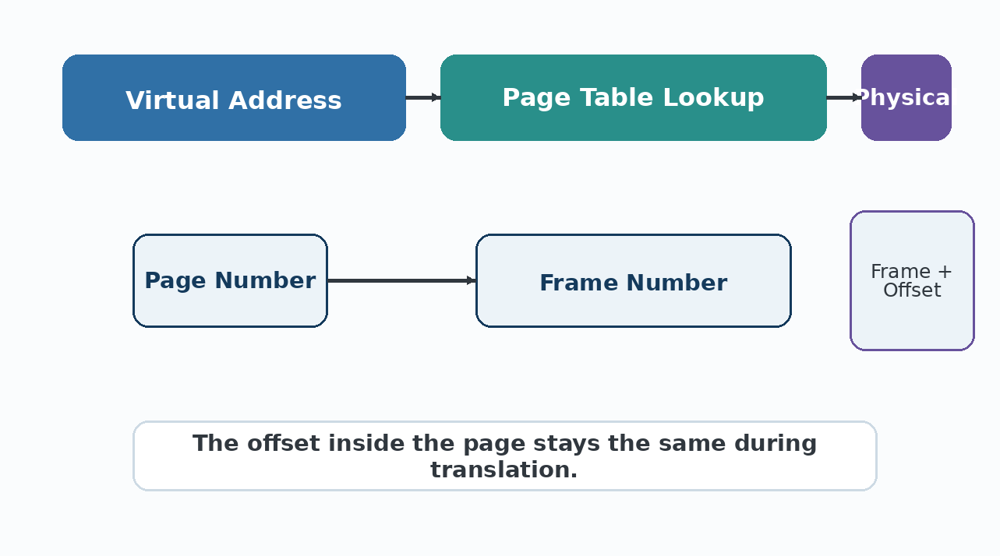 Virtual Address
Page Table Lookup
Physica
Page Number
Frame Number
Frame +
Offset
The offset inside the page stays the same during
translation.